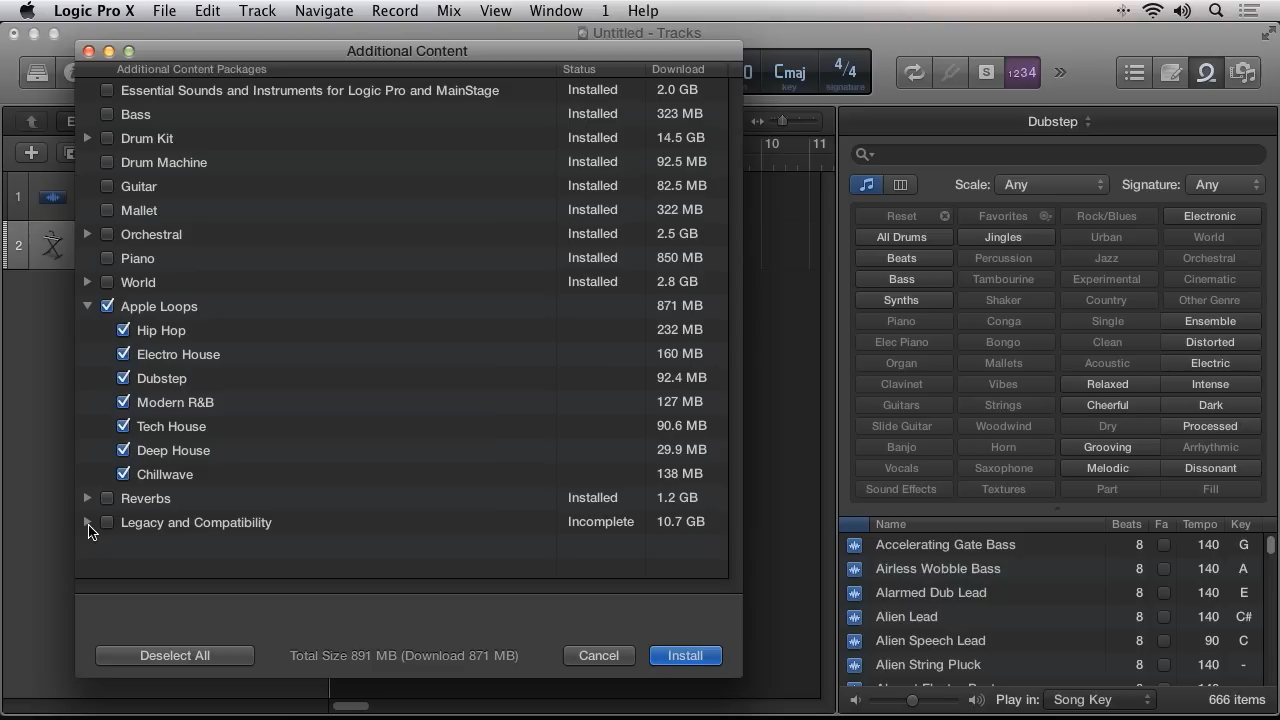 Logic Pro X File Edit Track Navigate Record Mix View Window 1 Help
Untitled - Tracks
Additional Content
Additional Content Packages Status Download
Essential Sounds and Instruments for Logic Pro and MainStage Installed 2.0 GB
Bass Installed 323 MB
Drum Kit Installed 14.5 GB
Drum Machine Installed 92.5 MB
Guitar Installed 82.5 MB
Mallet Installed 322 MB
Orchestral Installed 2.5 GB
Piano Installed 850 MB
World Installed 2.8 GB
Apple Loops 871 MB
Hip Hop 232 MB
Electro House 160 MB
Dubstep 92.4 MB
Modern R&B 127 MB
Tech House 90.6 MB
Deep House 29.9 MB
Chillwave 138 MB
Reverbs Installed 1.2 GB
Legacy and Compatibility Incomplete 10.7 GB
Deselect All Total Size 891 MB (Download 871 MB) Cancel Install
1
2
0 Cmaj 4/4
key signature
S 1234
10 11
Dubstep
Scale: Any Signature: Any
Reset Favorites Rock/Blues Electronic
All Drums Jingles Urban World
Beats Percussion Jazz Orchestral
Bass Tambourine Experimental Cinematic
Synths Shaker Country Other Genre
Piano Conga Single Ensemble
Elec Piano Bongo Clean Distorted
Organ Mallets Acoustic Electric
Clavinet Vibes Relaxed Intense
Guitars Strings Cheerful Dark
Slide Guitar Woodwind Dry Processed
Banjo Horn Grooving Arrhythmic
Vocals Saxophone Melodic Dissonant
Sound Effects Textures Part Fill
Name Beats Fa Tempo Key
Accelerating Gate Bass 8 140 G
Airless Wobble Bass 8 140 A
Alarmed Dub Lead 8 140 E
Alien Lead 8 140 C#
Alien Speech Lead 8 90 C
Alien String Pluck 8 140 -
Play in: Song Key 666 items